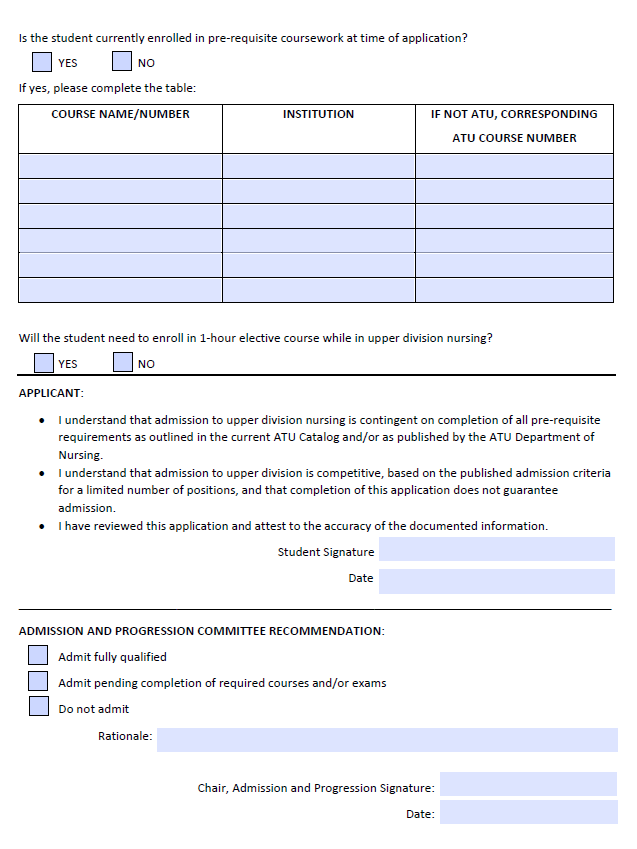 Is the student currently enrolled in pre-requisite coursework at time of application?
YES NO
If yes, please complete the table:
COURSE NAME/NUMBER INSTITUTION IF NOT ATU, CORRESPONDING
ATU COURSE NUMBER
Will the student need to enroll in 1-hour elective course while in upper division nursing?
YES NO
APPLICANT:
• I understand that admission to upper division nursing is contingent on completion of all pre-requisite
requirements as outlined in the current ATU Catalog and/or as published by the ATU Department of
Nursing.
• I understand that admission to upper division is competitive, based on the published admission criteria
for a limited number of positions, and that completion of this application does not guarantee
admission.
• I have reviewed this application and attest to the accuracy of the documented information.
Student Signature
Date
ADMISSION AND PROGRESSION COMMITTEE RECOMMENDATION:
Admit fully qualified
Admit pending completion of required courses and/or exams
Do not admit
Rationale:
Chair, Admission and Progression Signature:
Date: